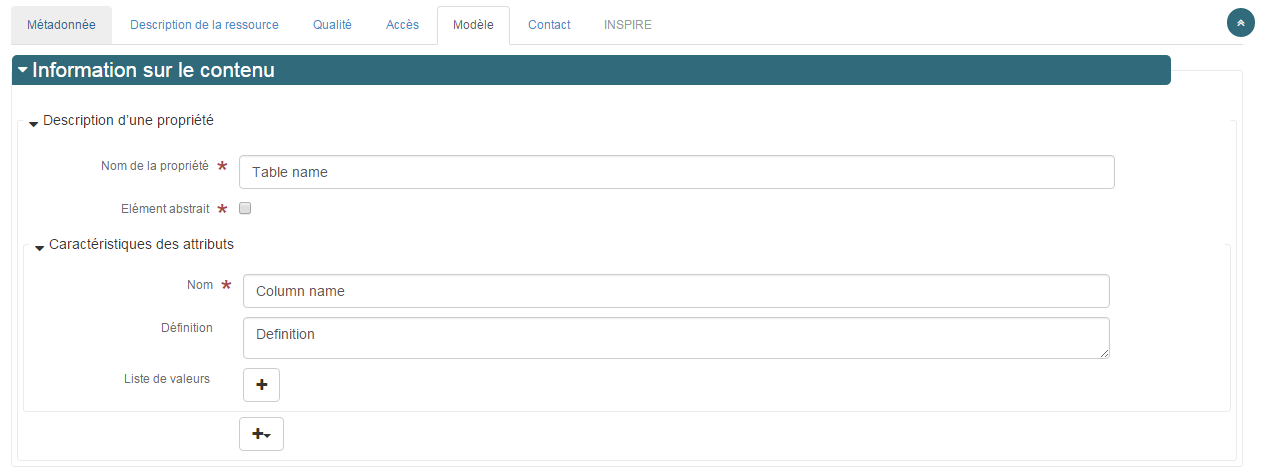 Métadonnée Description de la ressource Qualité Accès Modèle Contact INSPIRE
Information sur le contenu
Description d'une propriété
Nom de la propriété * Table name
Elément abstrait *
Caractéristiques des attributs
Nom * Column name
Définition Definition
Liste de valeurs